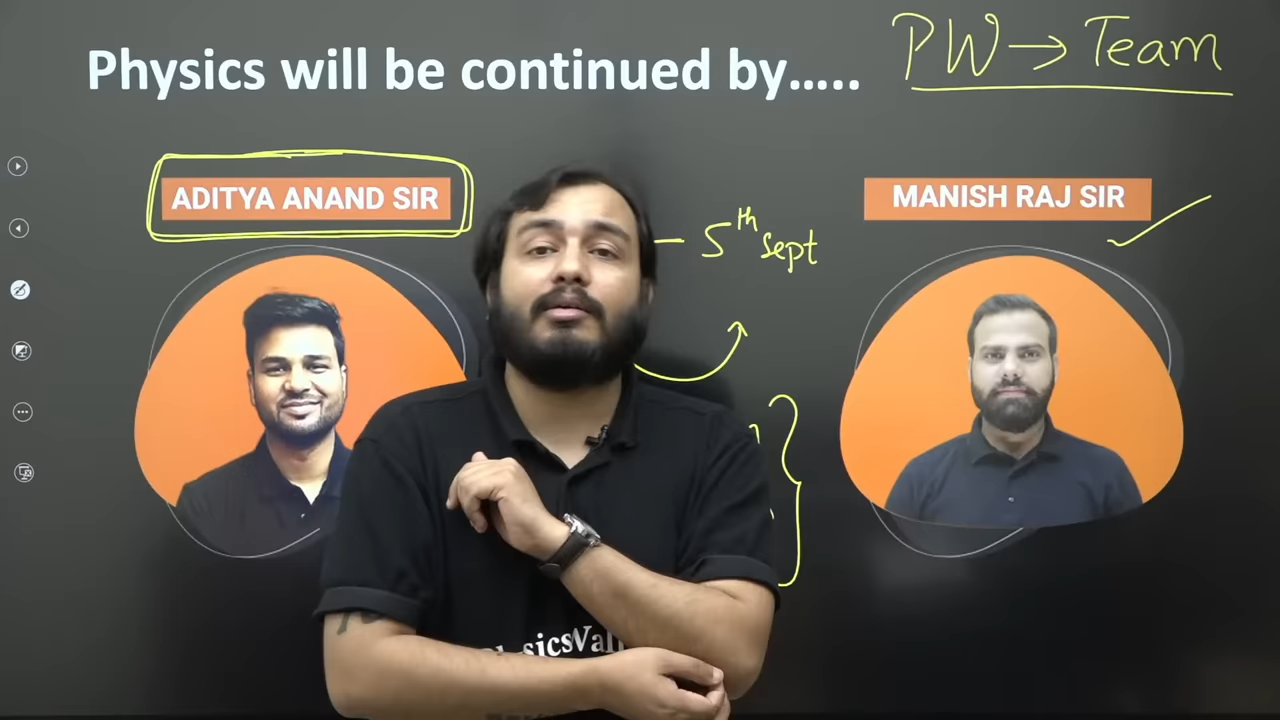 Physics will be continued by.....
PW → Team
ADITYA ANAND SIR
– 5th Sept
MANISH RAJ SIR